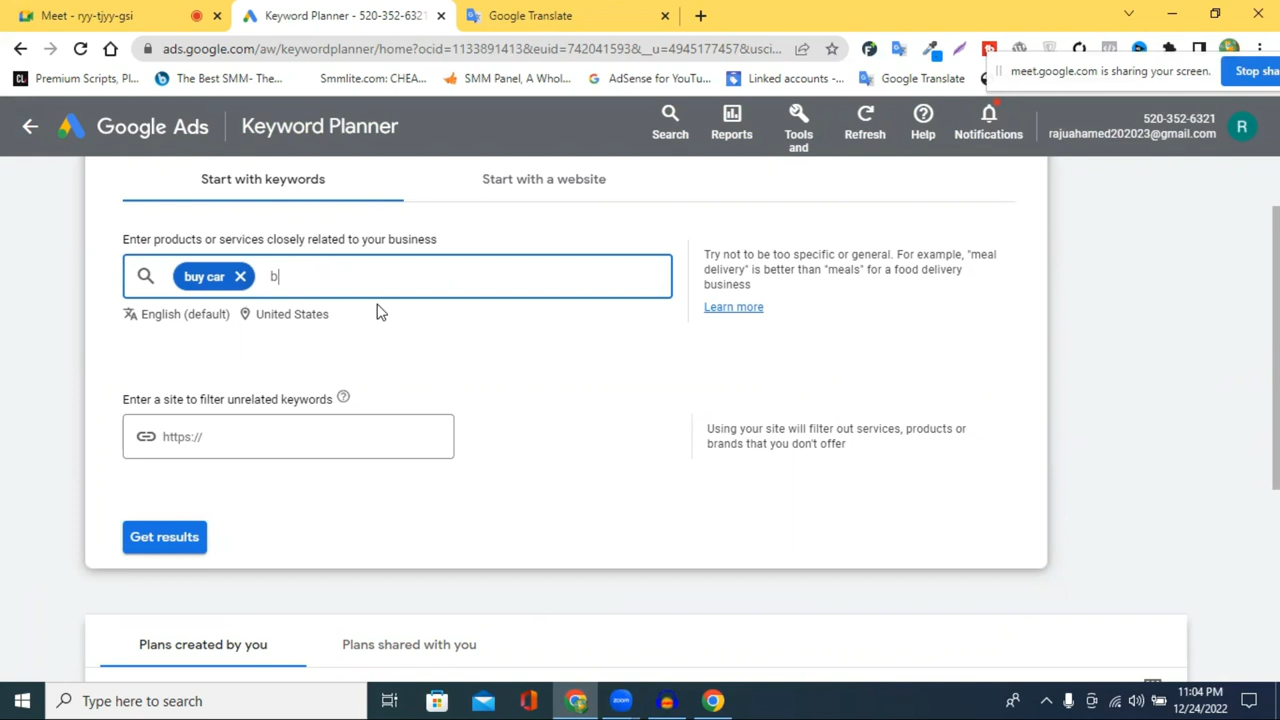 Meet - ryy-tjyy-gsi
Keyword Planner - 520-352-6321
Google Translate
ads.google.com/aw/keywordplanner/home?ocid=1133891413&euid=742041593&__u=4945177457&usci
Premium Scripts, Pl...
The Best SMM- The...
Smmlite.com: CHEA...
SMM Panel, A Whol...
AdSense for YouTu...
Linked accounts -...
Google Translate
meet.google.com is sharing your screen.
Stop sha
Google Ads
Keyword Planner
Search
Reports
Tools and
Refresh
Help
Notifications
520-352-6321
rajuahamed202023@gmail.com
R
Start with keywords
Start with a website
Enter products or services closely related to your business
buy car
b
English (default)
United States
Try not to be too specific or general. For example, "meal
delivery" is better than "meals" for a food delivery
business
Learn more
Enter a site to filter unrelated keywords
https://
Using your site will filter out services, products or
brands that you don't offer
Get results
Plans created by you
Plans shared with you
Type here to search
11:04 PM
12/24/2022